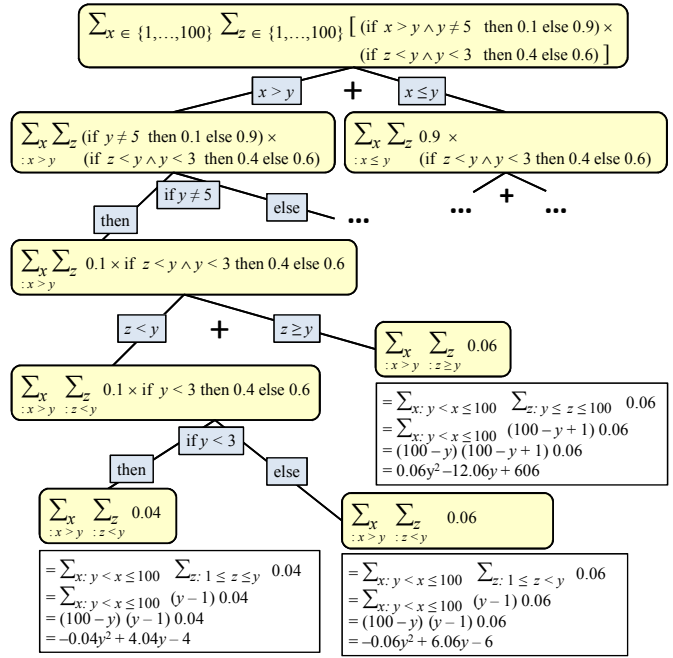 ∑x ∈ {1,…,100} ∑z ∈ {1,…,100} [ (if x > y ∧ y ≠ 5 then 0.1 else 0.9) ×
(if z < y ∧ y < 3 then 0.4 else 0.6) ]
x > y
+
x ≤ y
∑x ∑z (if y ≠ 5 then 0.1 else 0.9) ×
: x > y (if z < y ∧ y < 3 then 0.4 else 0.6)
∑x ∑z 0.9 ×
: x ≤ y (if z < y ∧ y < 3 then 0.4 else 0.6)
if y ≠ 5
then
else
...
... + ...
∑x ∑z 0.1 × if z < y ∧ y < 3 then 0.4 else 0.6
: x > y
z < y
+
z ≥ y
∑x ∑z 0.06
: x > y : z ≥ y
= ∑x: y < x ≤ 100 ∑z: y ≤ z ≤ 100 0.06
= ∑x: y < x ≤ 100 (100 – y + 1) 0.06
= (100 – y) (100 – y + 1) 0.06
= 0.06y² –12.06y + 606
∑x ∑z 0.1 × if y < 3 then 0.4 else 0.6
: x > y : z < y
if y < 3
then
else
∑x ∑z 0.04
: x > y : z < y
= ∑x: y < x ≤ 100 ∑z: 1 ≤ z ≤ y 0.04
= ∑x: y < x ≤ 100 (y – 1) 0.04
= (100 – y) (y – 1) 0.04
= –0.04y² + 4.04y – 4
∑x ∑z 0.06
: x > y : z < y
= ∑x: y < x ≤ 100 ∑z: 1 ≤ z < y 0.06
= ∑x: y < x ≤ 100 (y – 1) 0.06
= (100 – y) (y – 1) 0.06
= –0.06y² + 6.06y – 6